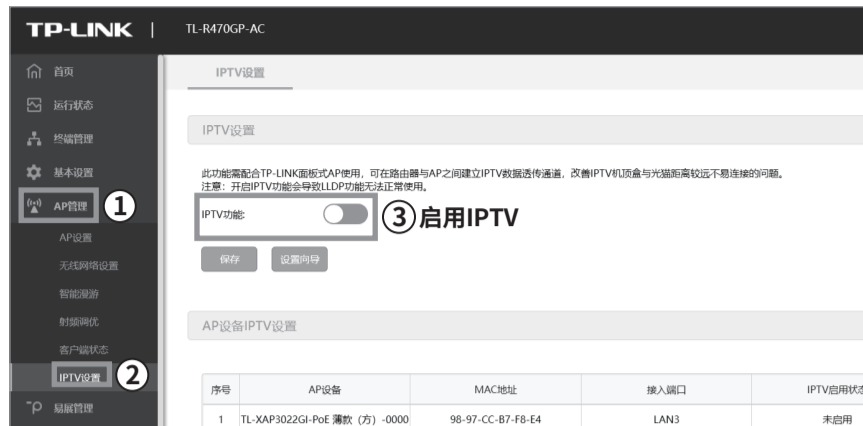 TP-LINK | TL-R470GP-AC
首页
运行状态
终端管理
基本设置
AP管理 1
AP设置
无线网络设置
智能漫游
射频调优
客户端状态
IPTV设置 2
易展管理
IPTV设置
IPTV设置
此功能需配合TP-LINK面板式AP使用，可在路由器与AP之间建立IPTV数据透传通道，改善IPTV机顶盒与光猫距离较远不易连接的问题。
注意：开启IPTV功能会导致LLDP功能无法正常使用。
IPTV功能: 3 启用IPTV
保存 设置向导
AP设备IPTV设置
序号 AP设备 MAC地址 接入端口 IPTV启用状态
1 TL-XAP3022GI-PoE 薄款（方）-0000 98-97-CC-B7-F8-E4 LAN3 未启用